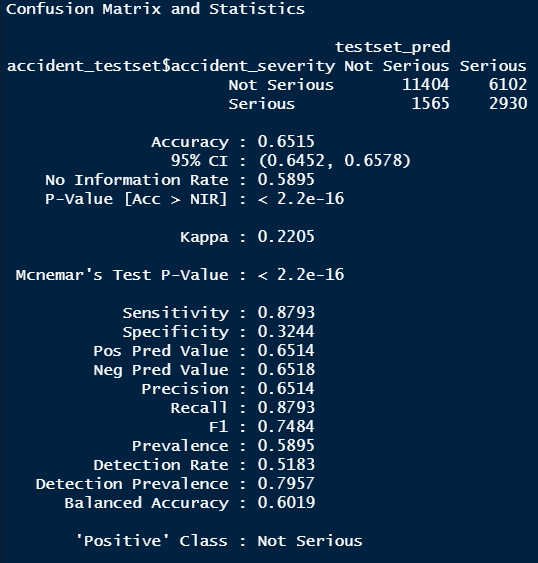 Confusion Matrix and Statistics
testset_pred
accident_testset$accident_severity Not Serious Serious
Not Serious 11404 6102
Serious 1565 2930
Accuracy : 0.6515
95% CI : (0.6452, 0.6578)
No Information Rate : 0.5895
P-Value [Acc > NIR] : < 2.2e-16
Kappa : 0.2205
Mcnemar's Test P-Value : < 2.2e-16
Sensitivity : 0.8793
Specificity : 0.3244
Pos Pred Value : 0.6514
Neg Pred Value : 0.6518
Precision : 0.6514
Recall : 0.8793
F1 : 0.7484
Prevalence : 0.5895
Detection Rate : 0.5183
Detection Prevalence : 0.7957
Balanced Accuracy : 0.6019
'Positive' Class : Not Serious